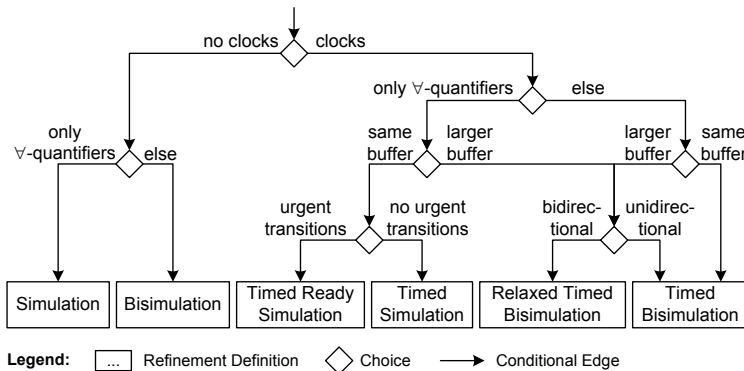 no clocks
clocks
only ∀-quantifiers
else
only
∀-quantifiers
else
same
buffer
larger
buffer
larger
buffer
same
buffer
urgent
transitions
no urgent
transitions
bidirec-
tional
unidirec-
tional
Simulation
Bisimulation
Timed Ready
Simulation
Timed
Simulation
Relaxed Timed
Bisimulation
Timed
Bisimulation
Legend:
... Refinement Definition
Choice
Conditional Edge